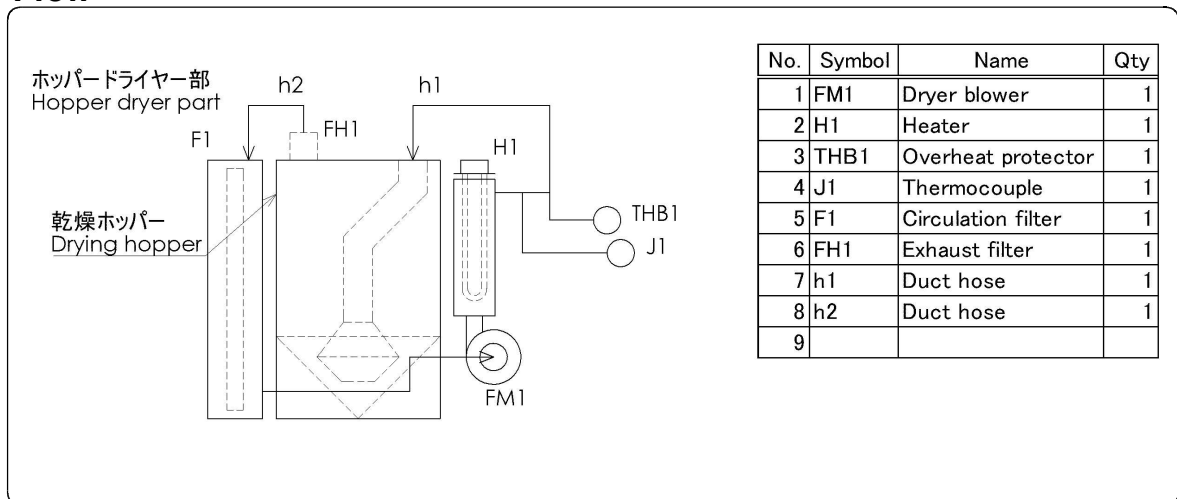 ホッパードライヤー部
Hopper dryer part
h2
h1
F1
FH1
H1
乾燥ホッパー
Drying hopper
THB1
J1
FM1
No. Symbol Name Qty
1 FM1 Dryer blower 1
2 H1 Heater 1
3 THB1 Overheat protector 1
4 J1 Thermocouple 1
5 F1 Circulation filter 1
6 FH1 Exhaust filter 1
7 h1 Duct hose 1
8 h2 Duct hose 1
9